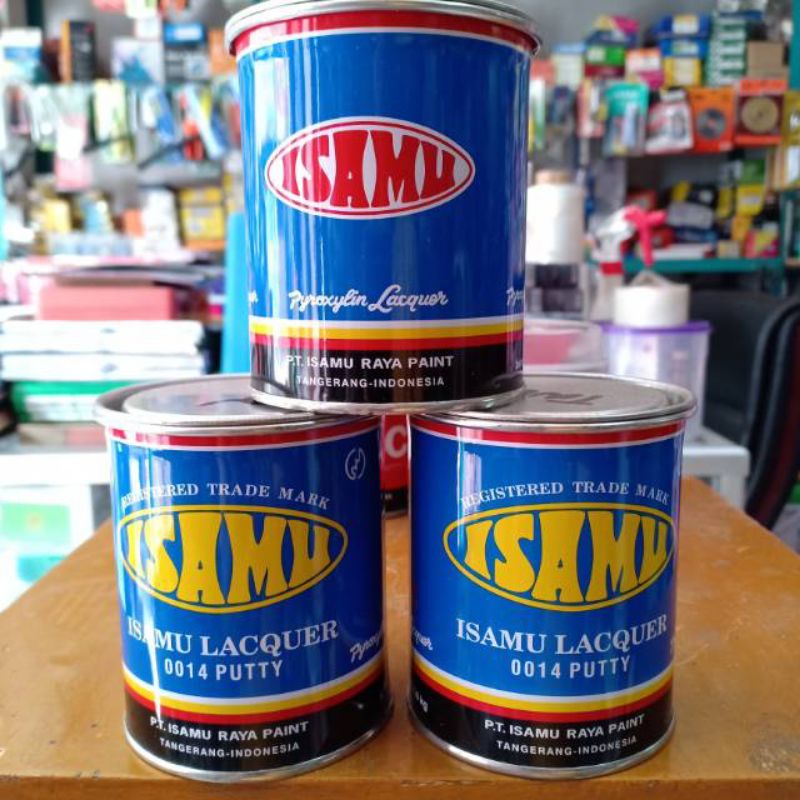 ISAMU
Pyroxylin Lacquer
P.T. ISAMU RAYA PAINT
TANGERANG-INDONESIA
REGISTERED TRADE MARK
ISAMU
ISAMU LACQUER
0014 PUTTY
P.T. ISAMU RAYA PAINT
TANGERANG-INDONESIA
REGISTERED TRADE MARK
ISAMU
ISAMU LACQUER
0014 PUTTY
P.T. ISAMU RAYA PAINT
TANGERANG-INDONESIA